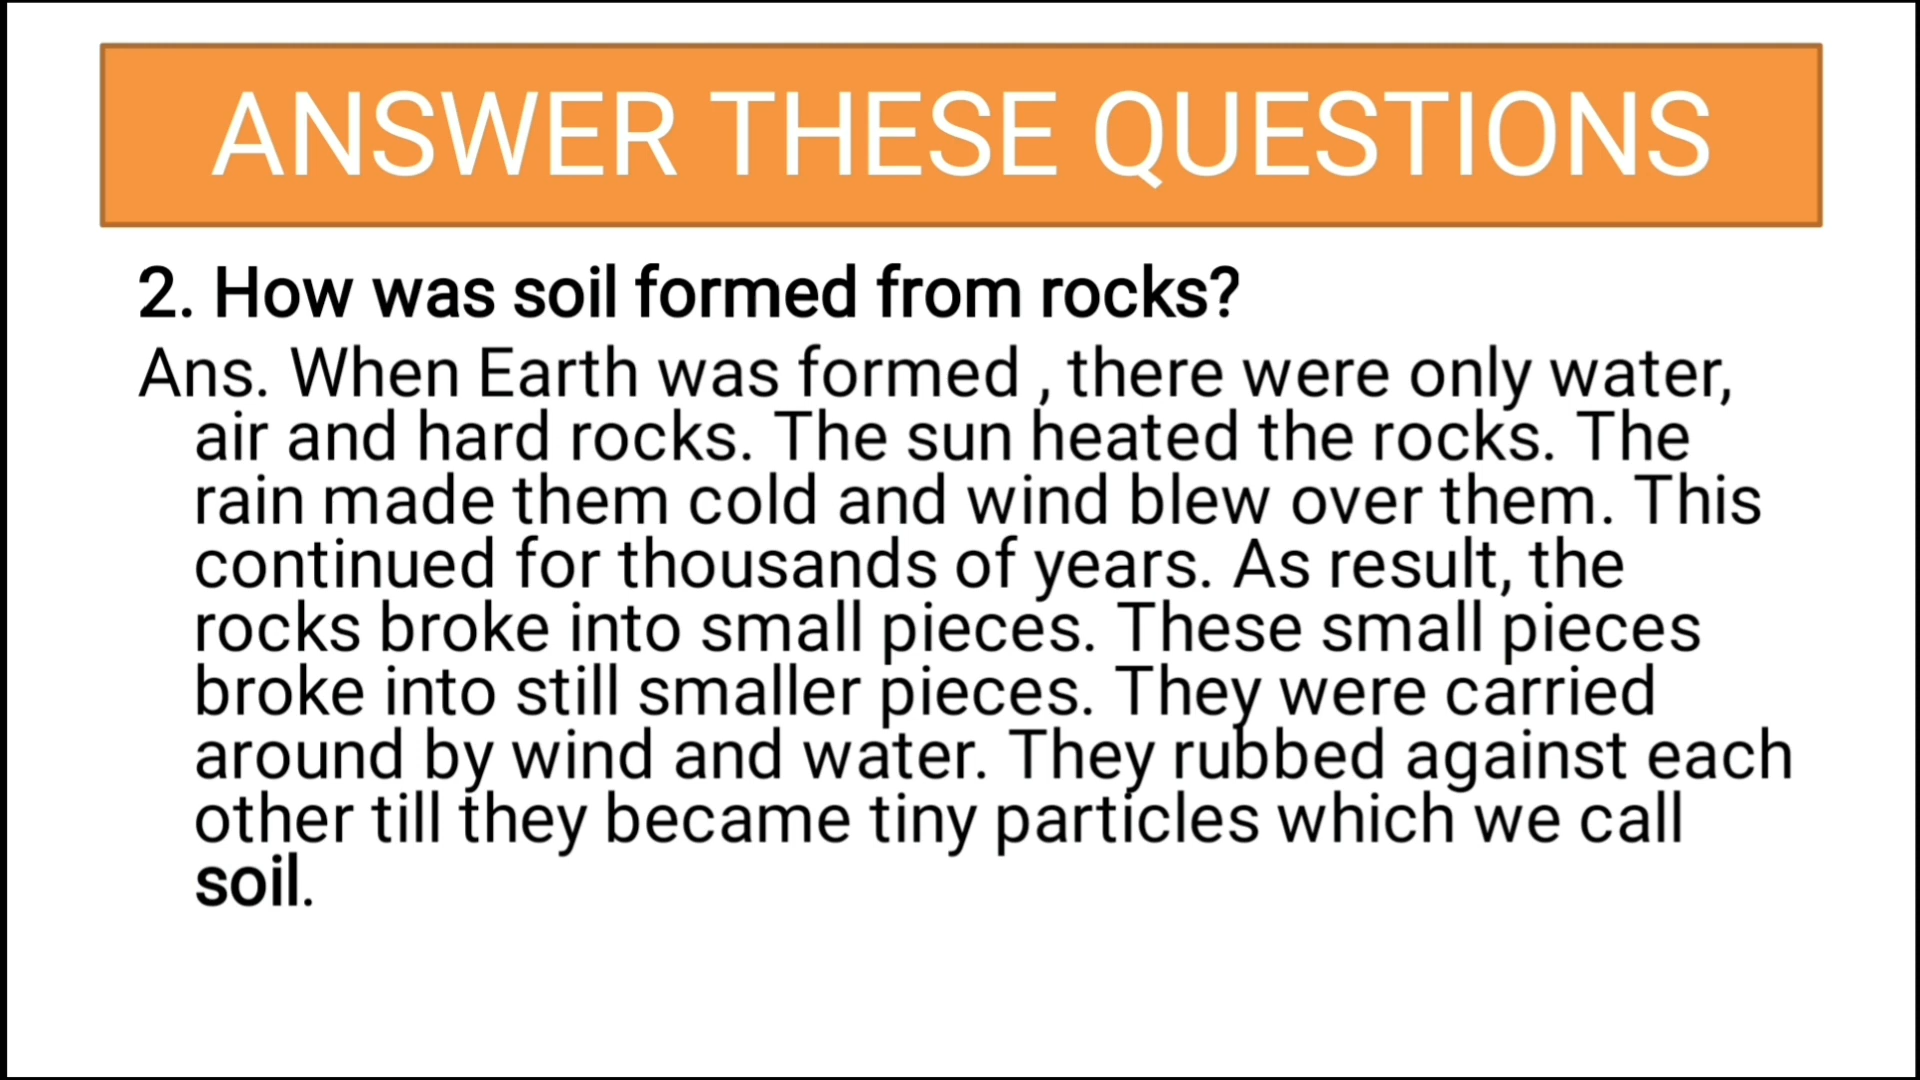 ANSWER THESE QUESTIONS
2. How was soil formed from rocks?
Ans. When Earth was formed , there were only water,
air and hard rocks. The sun heated the rocks. The
rain made them cold and wind blew over them. This
continued for thousands of years. As result, the
rocks broke into small pieces. These small pieces
broke into still smaller pieces. They were carried
around by wind and water. They rubbed against each
other till they became tiny particles which we call
soil.